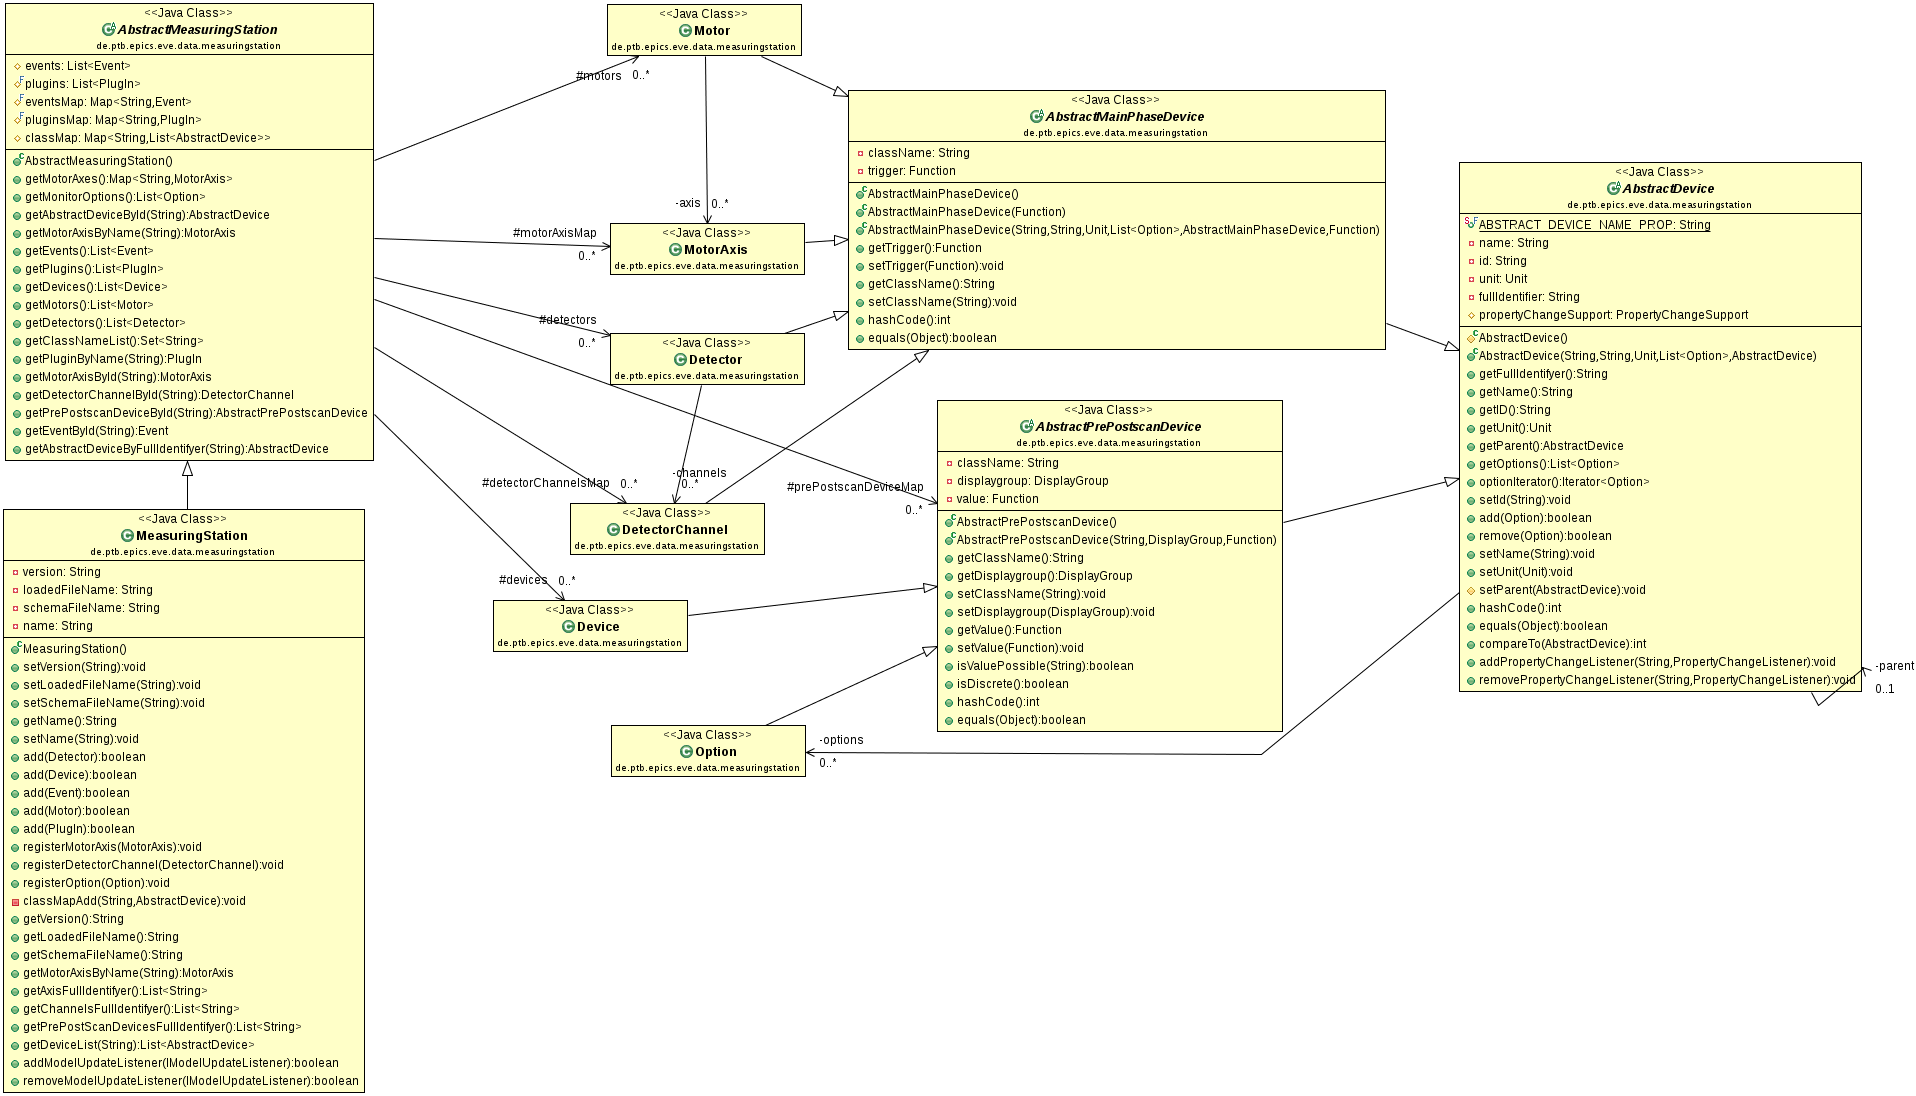 <<Java Class>>
AbstractMeasuringStation
de.ptb.epics.eve.data.measuringstation
events: List<Event>
plugins: List<PlugIn>
eventsMap: Map<String,Event>
pluginsMap: Map<String,PlugIn>
classMap: Map<String,List<AbstractDevice>>
AbstractMeasuringStation()
getMotorAxes():Map<String,MotorAxis>
getMonitorOptions():List<Option>
getAbstractDeviceById(String):AbstractDevice
getMotorAxisByName(String):MotorAxis
getEvents():List<Event>
getPlugins():List<PlugIn>
getDevices():List<Device>
getMotors():List<Motor>
getDetectors():List<Detector>
getClassNameList():Set<String>
getPluginByName(String):PlugIn
getMotorAxisById(String):MotorAxis
getDetectorChannelById(String):DetectorChannel
getPrePostscanDeviceById(String):AbstractPrePostscanDevice
getEventById(String):Event
getAbstractDeviceByFullIdentifyer(String):AbstractDevice
<<Java Class>>
MeasuringStation
de.ptb.epics.eve.data.measuringstation
version: String
loadedFileName: String
schemaFileName: String
name: String
MeasuringStation()
setVersion(String):void
setLoadedFileName(String):void
setSchemaFileName(String):void
getName():String
setName(String):void
add(Detector):boolean
add(Device):boolean
add(Event):boolean
add(Motor):boolean
add(PlugIn):boolean
registerMotorAxis(MotorAxis):void
registerDetectorChannel(DetectorChannel):void
registerOption(Option):void
classMapAdd(String,AbstractDevice):void
getVersion():String
getLoadedFileName():String
getSchemaFileName():String
getMotorAxisByName(String):MotorAxis
getAxisFullIdentifyer():List<String>
getChannelsFullIdentifyer():List<String>
getPrePostScanDevicesFullIdentifyer():List<String>
getDeviceList(String):List<AbstractDevice>
addModelUpdateListener(IModelUpdateListener):boolean
removeModelUpdateListener(IModelUpdateListener):boolean
<<Java Class>>
Motor
de.ptb.epics.eve.data.measuringstation
#motors 0..*
-axis 0..*
#motorAxisMap
0..*
<<Java Class>>
MotorAxis
de.ptb.epics.eve.data.measuringstation
#detectors
0..*
<<Java Class>>
Detector
de.ptb.epics.eve.data.measuringstation
-channels
0..*
#detectorChannelsMap 0..*
<<Java Class>>
DetectorChannel
de.ptb.epics.eve.data.measuringstation
#prePostscanDeviceMap
0..*
#devices 0..*
<<Java Class>>
Device
de.ptb.epics.eve.data.measuringstation
<<Java Class>>
Option
de.ptb.epics.eve.data.measuringstation
-options
0..*
<<Java Class>>
AbstractMainPhaseDevice
de.ptb.epics.eve.data.measuringstation
className: String
trigger: Function
AbstractMainPhaseDevice()
AbstractMainPhaseDevice(Function)
AbstractMainPhaseDevice(String,String,Unit,List<Option>,AbstractMainPhaseDevice,Function)
getTrigger():Function
setTrigger(Function):void
getClassName():String
setClassName(String):void
hashCode():int
equals(Object):boolean
<<Java Class>>
AbstractPrePostscanDevice
de.ptb.epics.eve.data.measuringstation
className: String
displaygroup: DisplayGroup
value: Function
AbstractPrePostscanDevice()
AbstractPrePostscanDevice(String,DisplayGroup,Function)
getClassName():String
getDisplaygroup():DisplayGroup
setClassName(String):void
setDisplaygroup(DisplayGroup):void
getValue():Function
setValue(Function):void
isValuePossible(String):boolean
isDiscrete():boolean
hashCode():int
equals(Object):boolean
<<Java Class>>
AbstractDevice
de.ptb.epics.eve.data.measuringstation
ABSTRACT_DEVICE_NAME_PROP: String
name: String
id: String
unit: Unit
fullIdentifier: String
propertyChangeSupport: PropertyChangeSupport
AbstractDevice()
AbstractDevice(String,String,Unit,List<Option>,AbstractDevice)
getFullIdentifyer():String
getName():String
getID():String
getUnit():Unit
getParent():AbstractDevice
getOptions():List<Option>
optionIterator():Iterator<Option>
setId(String):void
add(Option):boolean
remove(Option):boolean
setName(String):void
setUnit(Unit):void
setParent(AbstractDevice):void
hashCode():int
equals(Object):boolean
compareTo(AbstractDevice):int
addPropertyChangeListener(String,PropertyChangeListener):void
removePropertyChangeListener(String,PropertyChangeListener):void
-parent
0..1